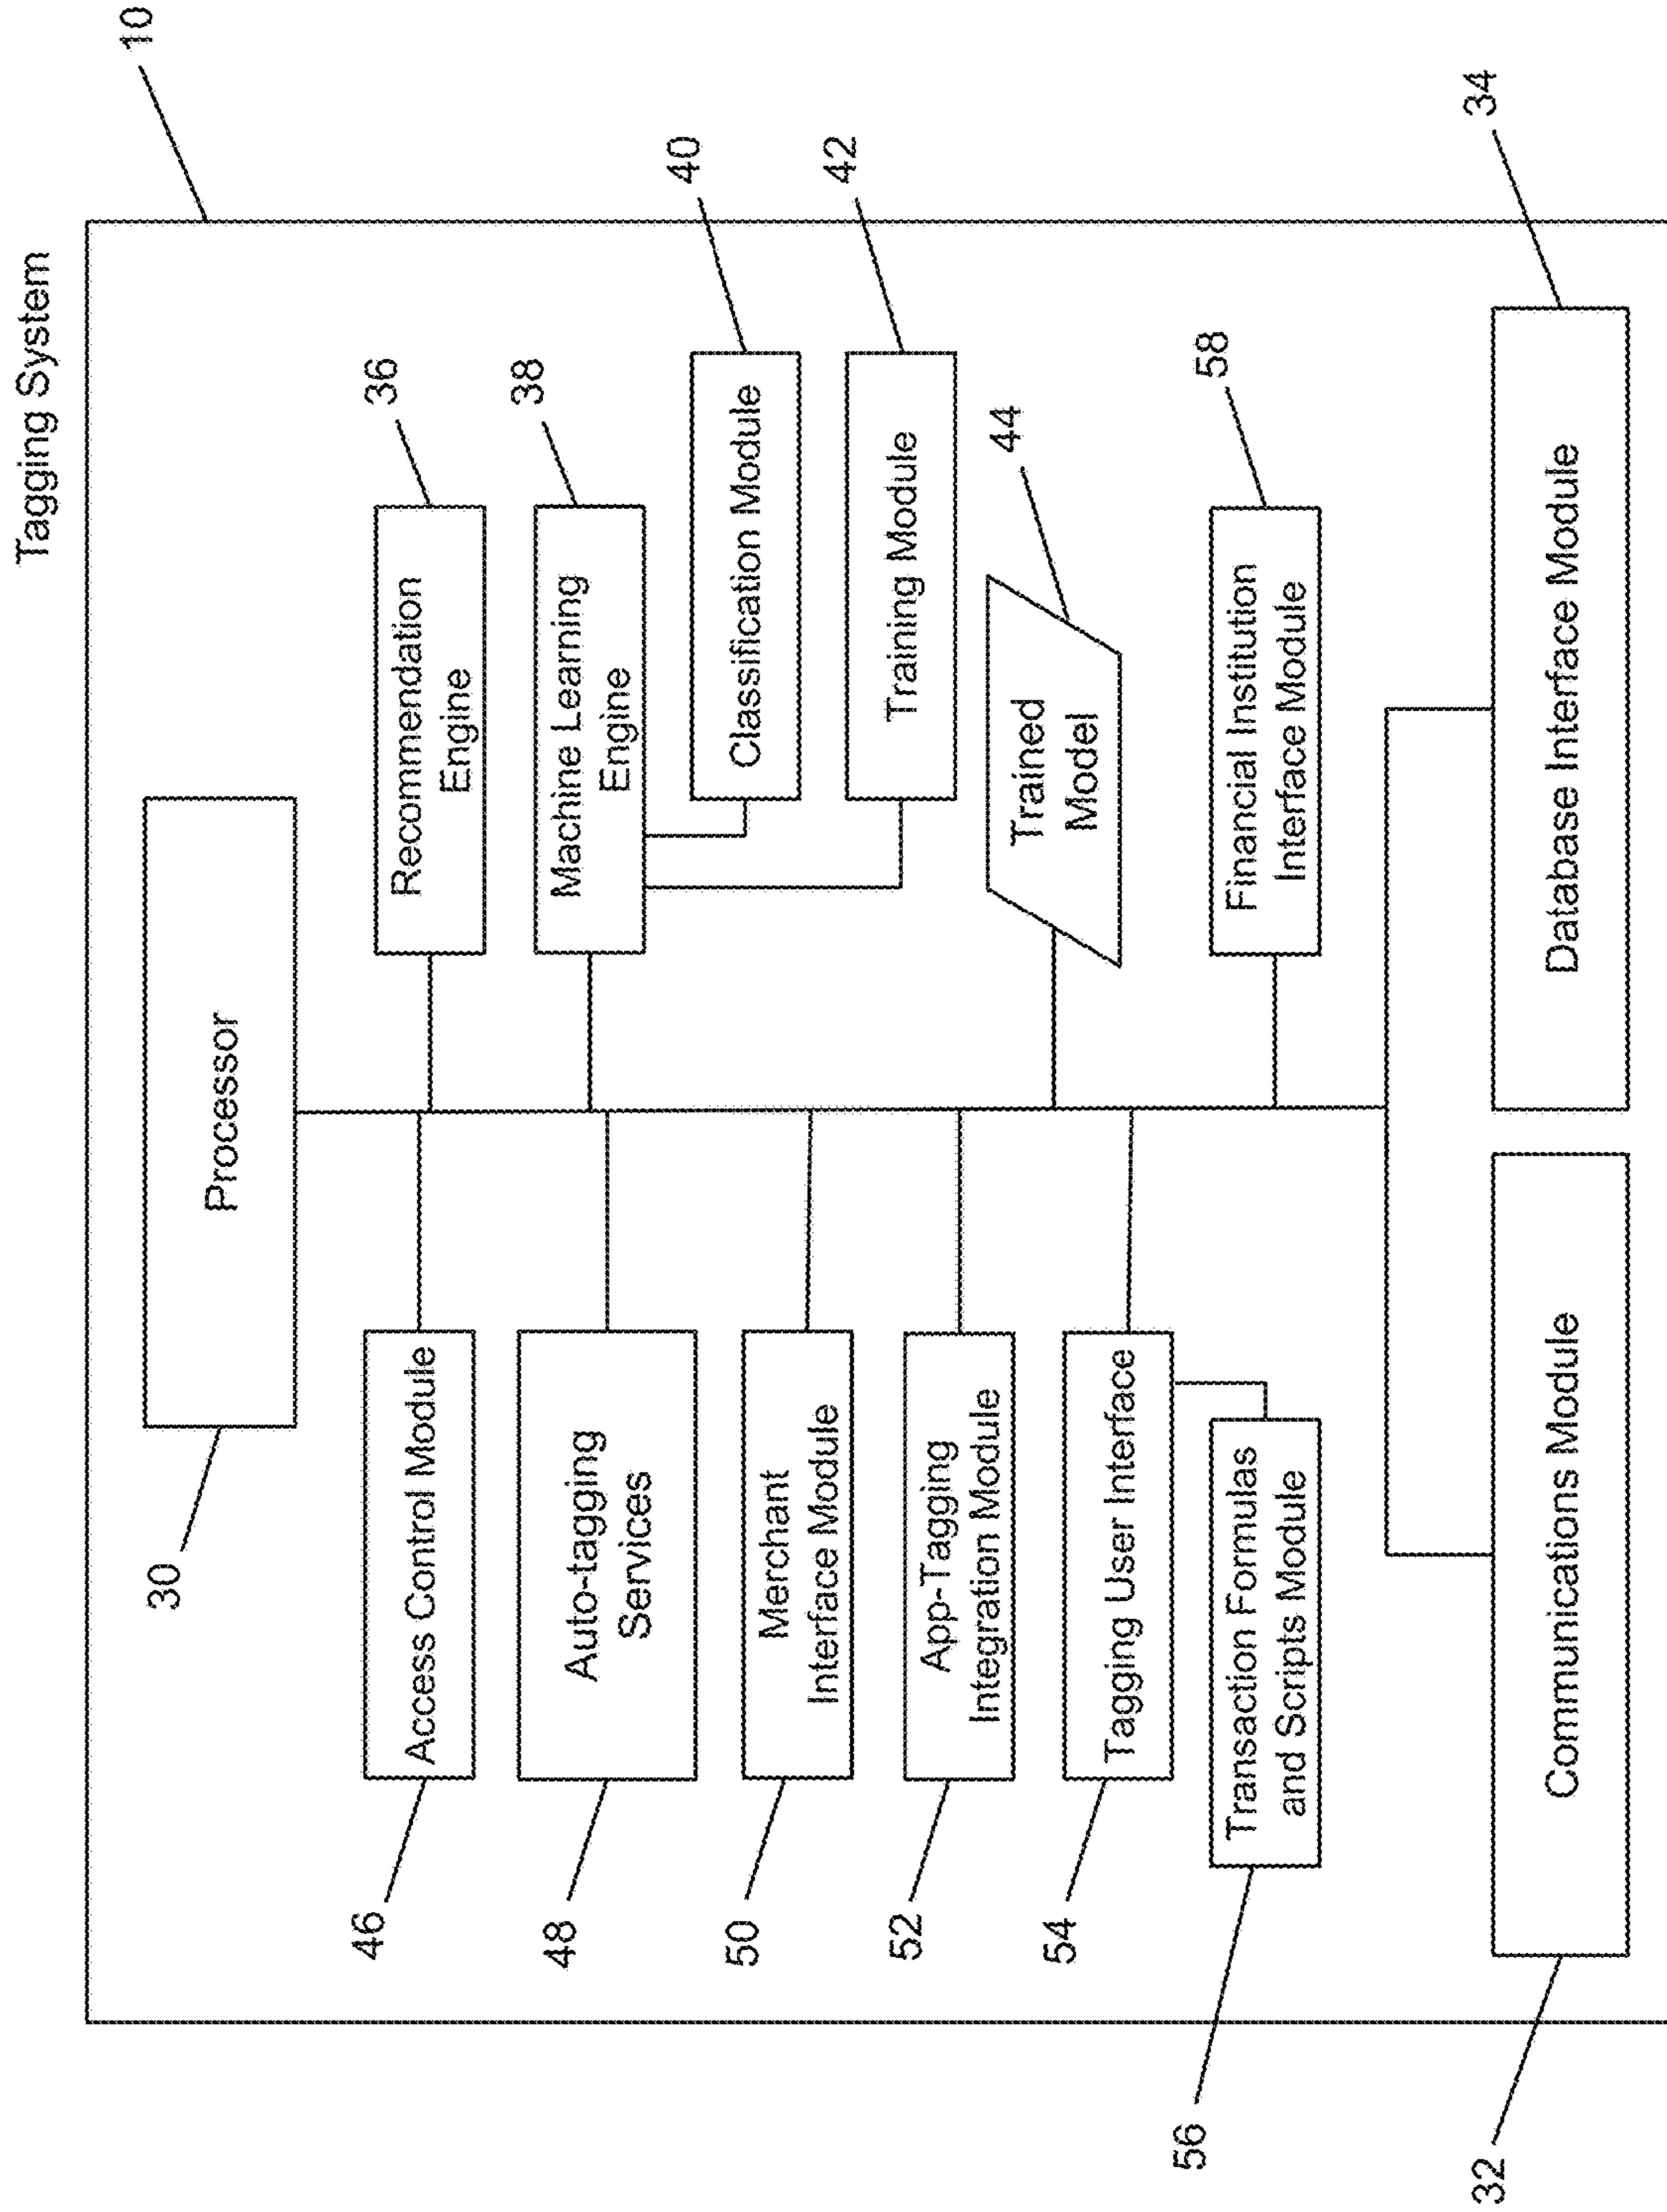 Tagging System
10
Processor
30
Recommendation
Engine
36
Machine Learning
Engine
38
Classification Module
40
Training Module
42
Trained
Model
44
Financial Institution
Interface Module
58
Access Control Module
46
Auto-tagging
Services
48
Merchant
Interface Module
50
App-Tagging
Integration Module
52
Tagging User Interface
54
Transaction Formulas
and Scripts Module
56
Communications Module
32
Database Interface Module
34